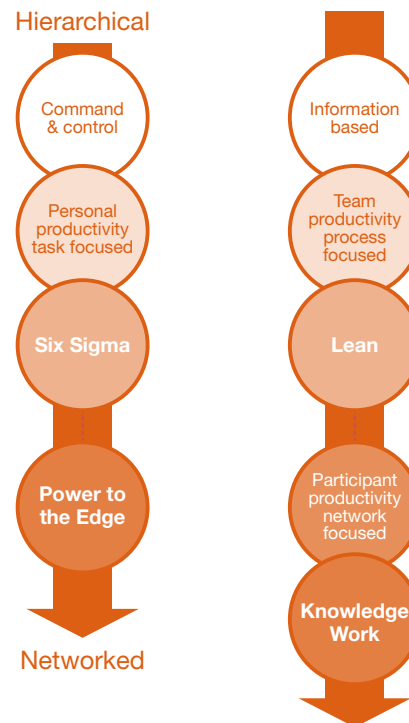 Hierarchical
Command
& control
Personal
productivity
task focused
Six Sigma
Power to
the Edge
Networked
Information
based
Team
productivity
process
focused
Lean
Participant
productivity
network
focused
Knowledge
Work